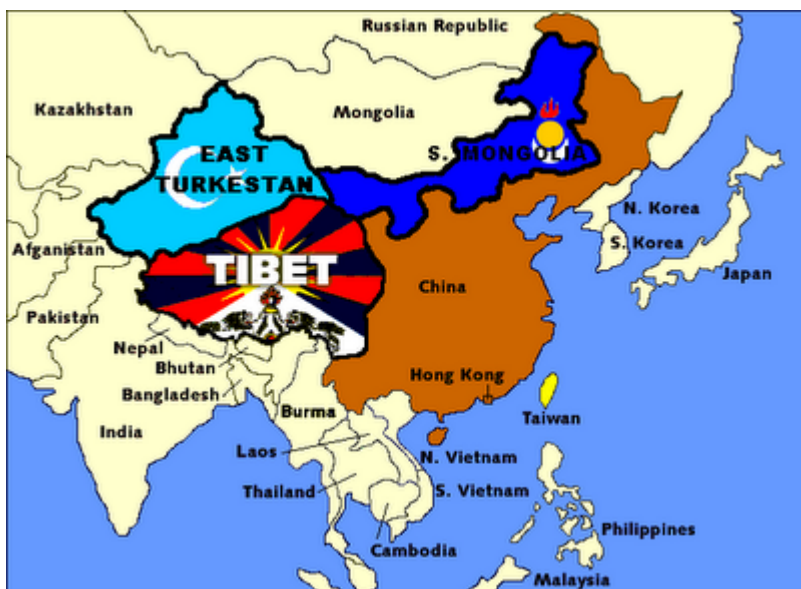 Russian Republic
Kazakhstan
Mongolia
EAST
TURKESTAN
S. MONGOLIA
N. Korea
S. Korea
Japan
Afganistan
TIBET
China
Pakistan
Nepal
Bhutan
Bangladesh
Hong Kong
Burma
Taiwan
India
Laos
N. Vietnam
Thailand
S. Vietnam
Philippines
Cambodia
Malaysia